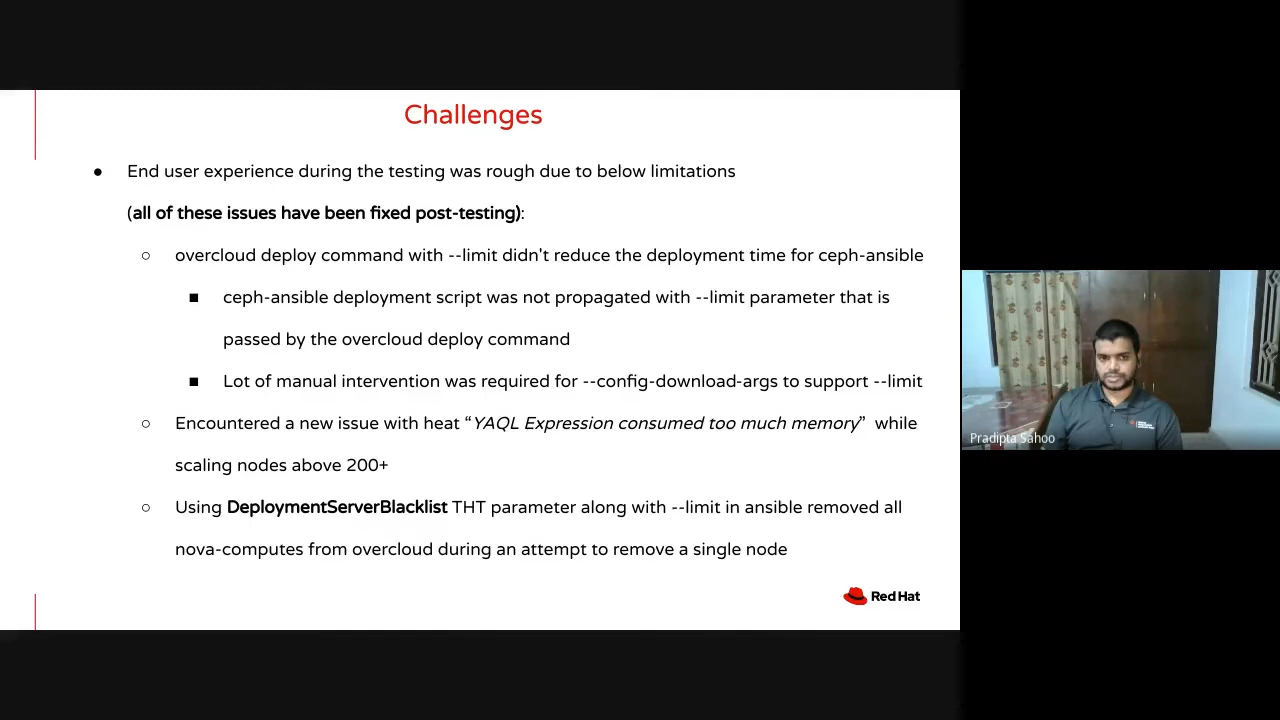 Challenges
● End user experience during the testing was rough due to below limitations
(all of these issues have been fixed post-testing):
○ overcloud deploy command with --limit didn't reduce the deployment time for ceph-ansible
■ ceph-ansible deployment script was not propagated with --limit parameter that is
passed by the overcloud deploy command
■ Lot of manual intervention was required for --config-download-args to support --limit
○ Encountered a new issue with heat “YAQL Expression consumed too much memory” while
scaling nodes above 200+
○ Using DeploymentServerBlacklist THT parameter along with --limit in ansible removed all
nova-computes from overcloud during an attempt to remove a single node
Red Hat
Pradipta Sahoo